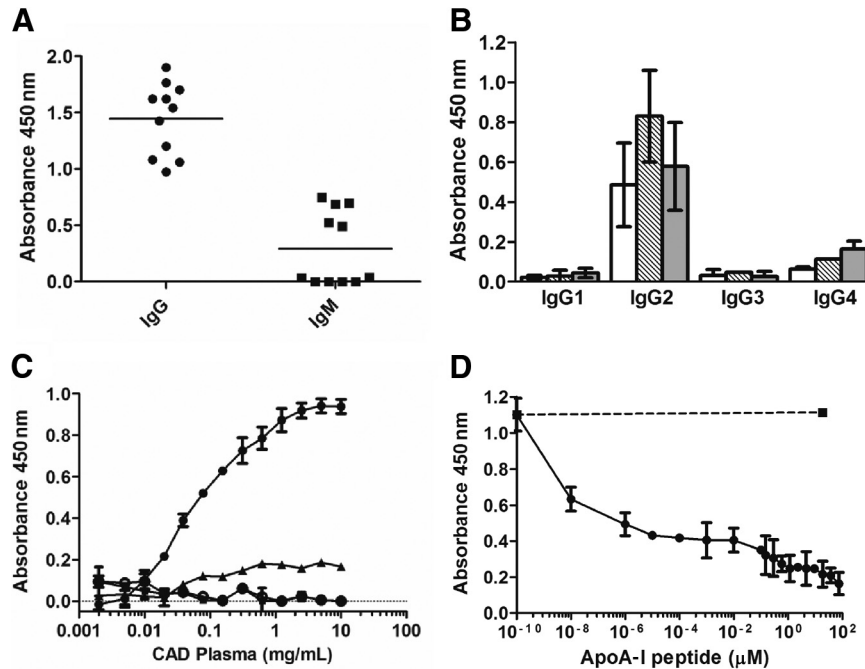 A
Absorbance 450 nm
2.0
1.5
1.0
0.5
0.0
IgG
IgM
B
Absorbance 450 nm
1.2
1.0
0.8
0.6
0.4
0.2
0.0
IgG1 IgG2 IgG3 IgG4
C
Absorbance 450 nm
1.0
0.8
0.6
0.4
0.2
0.0
0.001 0.01 0.1 1 10 100
CAD Plasma (mg/mL)
D
Absorbance 450 nm
1.2
1.0
0.8
0.6
0.4
0.2
0.0
10⁻¹⁰ 10⁻⁸ 10⁻⁶ 10⁻⁴ 10⁻² 10⁰ 10²
ApoA-I peptide (μM)